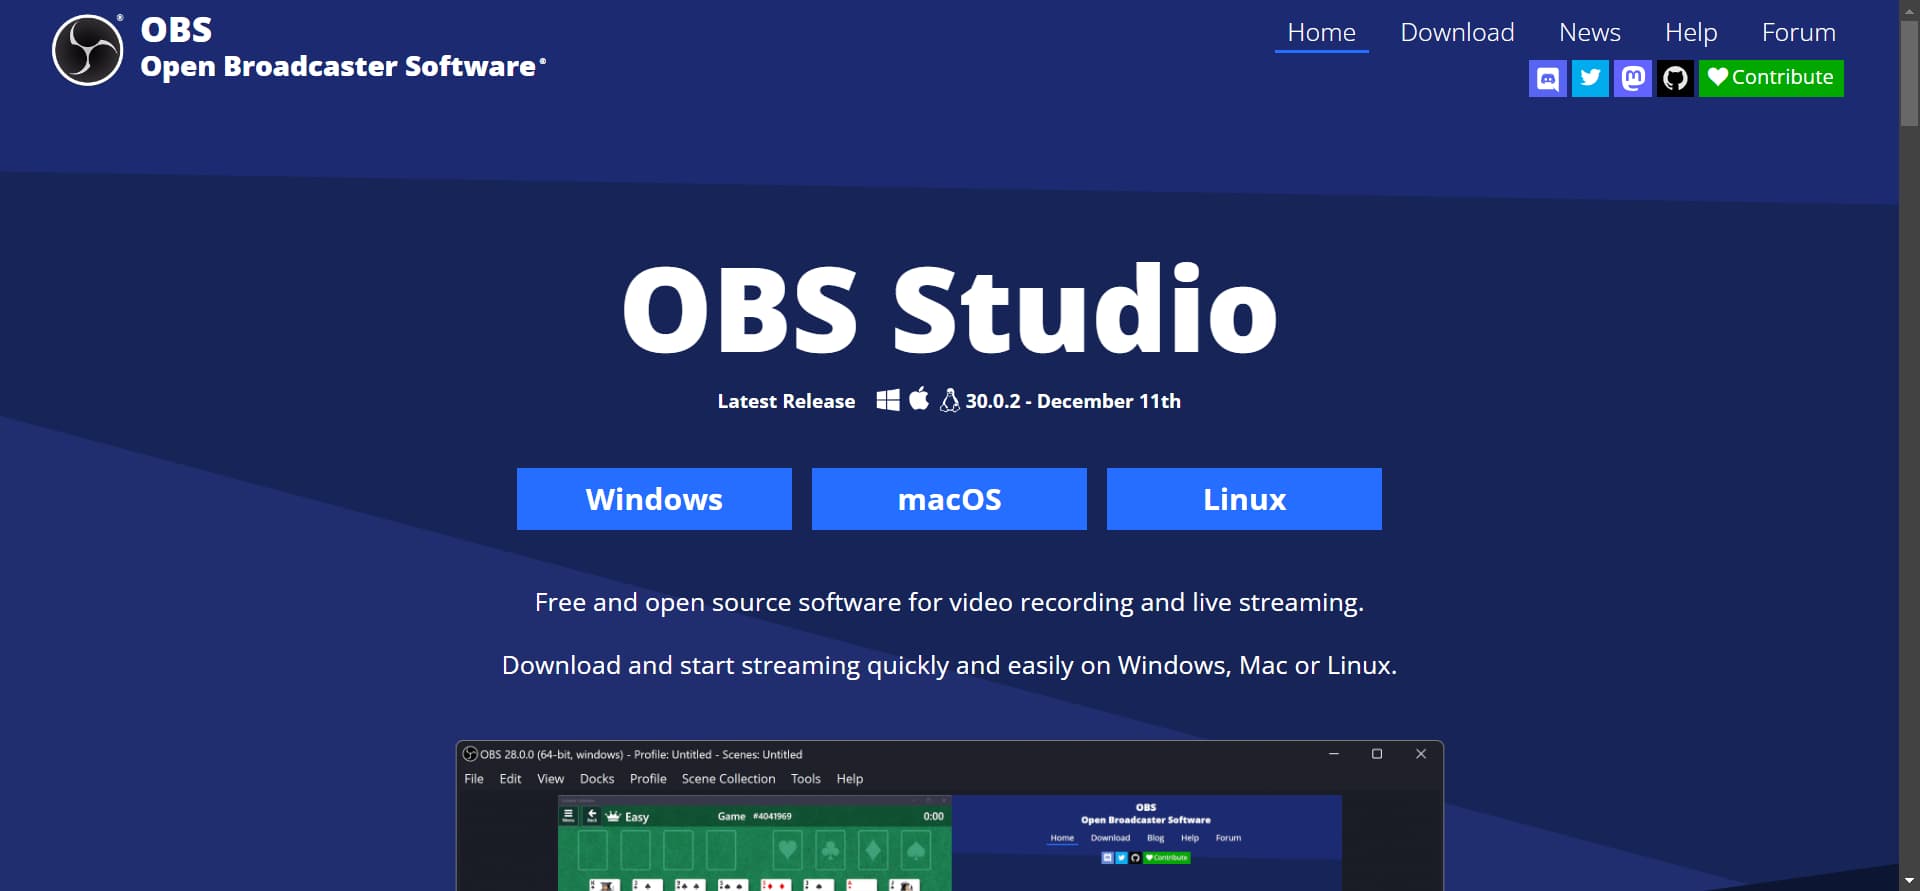 OBS
Open Broadcaster Software®
Home Download News Help Forum
Contribute
OBS Studio
Latest Release 30.0.2 - December 11th
Windows macOS Linux
Free and open source software for video recording and live streaming.
Download and start streaming quickly and easily on Windows, Mac or Linux.
OBS 28.0.0 (64-bit, windows) - Profile: Untitled - Scenes: Untitled
File Edit View Docks Profile Scene Collection Tools Help
Menu Back Easy Game #4041969 0:00
OBS
Open Broadcaster Software
Home Download Blog Help Forum
Contribute